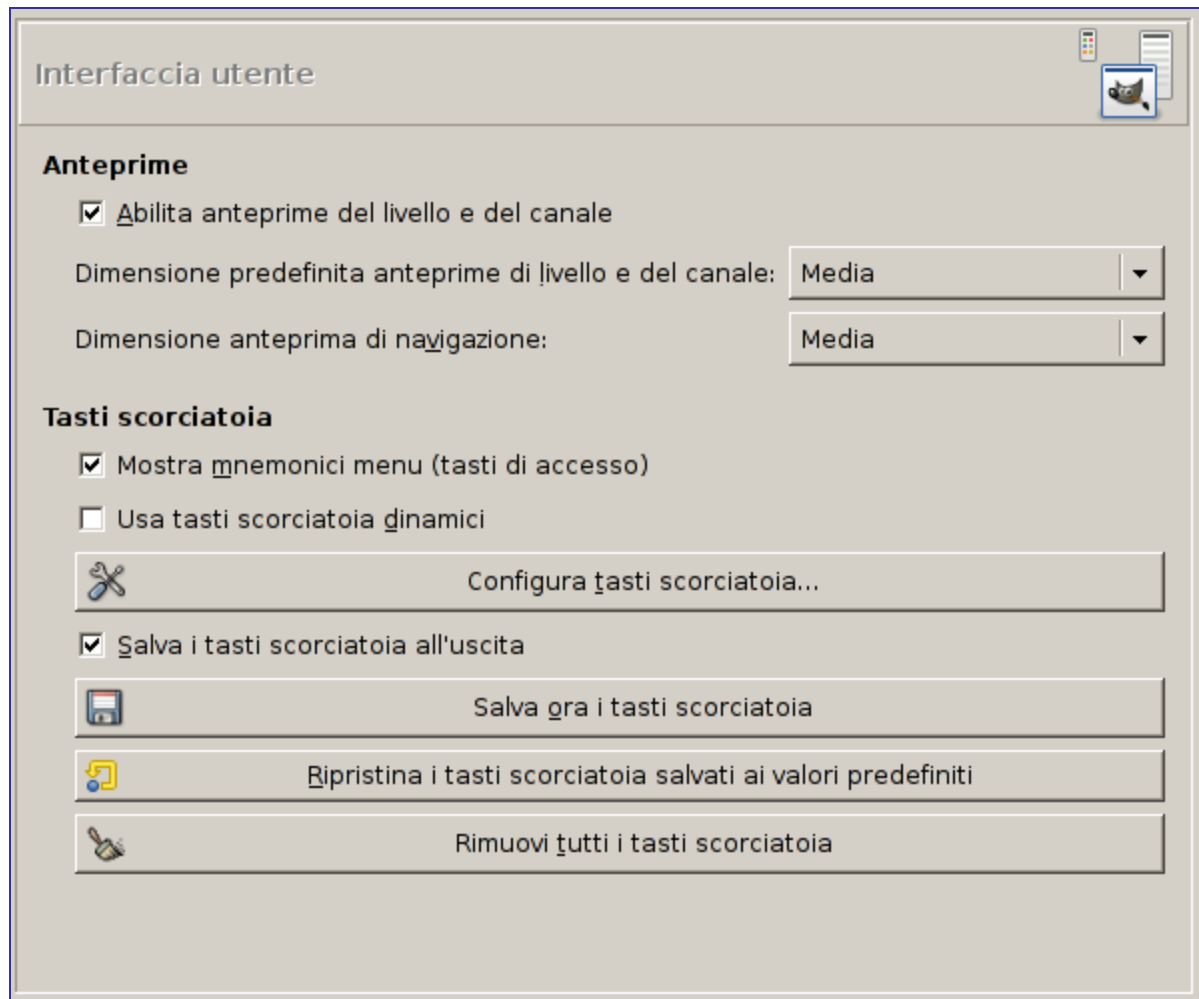 Interfaccia utente
Anteprime
Abilita anteprime del livello e del canale
Dimensione predefinita anteprime di livello e del canale: Media
Dimensione anteprima di navigazione: Media
Tasti scorciatoia
Mostra mnemonici menu (tasti di accesso)
Usa tasti scorciatoia dinamici
Configura tasti scorciatoia...
Salva i tasti scorciatoia all'uscita
Salva ora i tasti scorciatoia
Ripristina i tasti scorciatoia salvati ai valori predefiniti
Rimuovi tutti i tasti scorciatoia